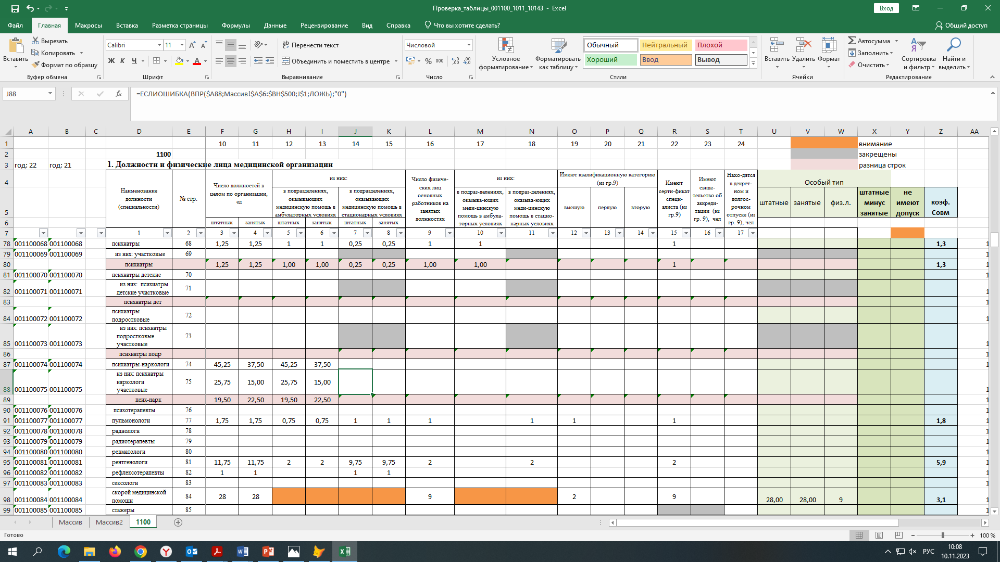 Проверка_таблицы_001100_1011_10143 - Excel
Вход
Файл Главная Макросы Вставка Разметка страницы Формулы Данные Рецензирование Вид Справка Что вы хотите сделать? Общий доступ
Вставить
Вырезать
Копировать
Формат по образцу
Буфер обмена
Calibri 11
Ж К Ч
Шрифт
Перенести текст
Объединить и поместить в центре
Выравнивание
Числовой
% 000
Число
Условное форматирование
Форматировать как таблицу
Обычный Нейтральный Плохой
Хороший Ввод Вывод
Стили
Вставить Удалить Формат
Ячейки
Автосумма
Заполнить
Очистить
Сортировка и фильтр
Найти и выделить
Редактирование
J88 fx =ЕСЛИОШИБКА(ВПР($A88;Массив!$A$6:$BH$500;J$1;ЛОЖЬ);"0")
A B C D E F G H I J K L M N O P Q R S T U V W X Y Z AA
1 10 11 12 13 14 15 16 17 18 19 20 21 22 23 24 внимание
2 1100 закрещены
3 год: 22 год: 21 1. Должности и физические лица медицинской организации разница строк
4
5
6
Наименование должности (специальности)
№ стр.
Число должностей в целом по организации, ед
из них:
в подразделениях, оказывающих медицинскую помощь в амбулаторных условиях
в подразделениях, оказывающих медицинскую помощь в стационарных условиях
штатных занятых штатных занятых штатных занятых
Число физиче-ских лиц основных работников на занятых должностях
из них:
в подраз-делениях, оказыва-ющих меди-цинскую помощь в амбула-торных условиях
в подраз-делениях, оказыва-ющих меди-цинскую помощь в стацио-нарных условиях
Имеют квалификационную категорию (из гр.9)
высшую первую вторую
Имеют серти-фикат специ-алиста (из гр.9)
Имеют свиде-тельство об аккреди-тации (из гр. 9), чел
Нахо-дятся в декрет-ном и долгос-рочном отпуске (из гр. 9), чел
Особый тип
штатные занятые физ.л.
штатные минус занятые
не имеют допуск
коэф. Совм
7 1 2 3 4 5 6 7 8 9 10 11 12 13 14 15 16 17
78 001100068 001100068 психиатры 68 1,25 1,25 1 1 0,25 0,25 1 1 1 1,3 1
79 001100069 001100069 из них: участковые 69 1
80 психиатры 1,25 1,25 1,00 1,00 0,25 0,25 1,00 1,00 1 1,3 1
81 001100070 001100070 психиатры детские 70 1
82 001100071 001100071 из них: психиатры детские участковые 71 1
83 психиатры дет 1
84 001100072 001100072 психиатры подростковые 72 1
85 001100073 001100073 из них: психиатры подростковые участковые 73 1
86 психиатры подр 1
87 001100074 001100074 психиатры-наркологи 74 45,25 37,50 45,25 37,50 1
88 001100075 001100075 из них: психиатры наркологи участковые 75 25,75 15,00 25,75 15,00 1
89 псих-нарк 19,50 22,50 19,50 22,50 1
90 001100076 001100076 психотерапевты 76 1
91 001100077 001100077 пульмонологи 77 1,75 1,75 0,75 0,75 1 1 1 1 1 1 1,8 1
92 001100078 001100078 радиологи 78 1
93 001100079 001100079 радиотерапевты 79 1
94 001100080 001100080 ревматологи 80 1
95 001100081 001100081 рентгенологи 81 11,75 11,75 2 2 9,75 9,75 2 2 2 5,9 1
96 001100082 001100082 рефлексотерапевты 82 1 1 1 1 1
97 001100083 001100083 сексологи 83 1
98 001100084 001100084 скорой медицинской помощи 84 28 28 9 2 9 28,00 28,00 9 3,1 1
99 001100085 001100085 стажеры 85 1
Массив Массив2 1100
Готово 100 %
РУС 10:08
10.11.2023